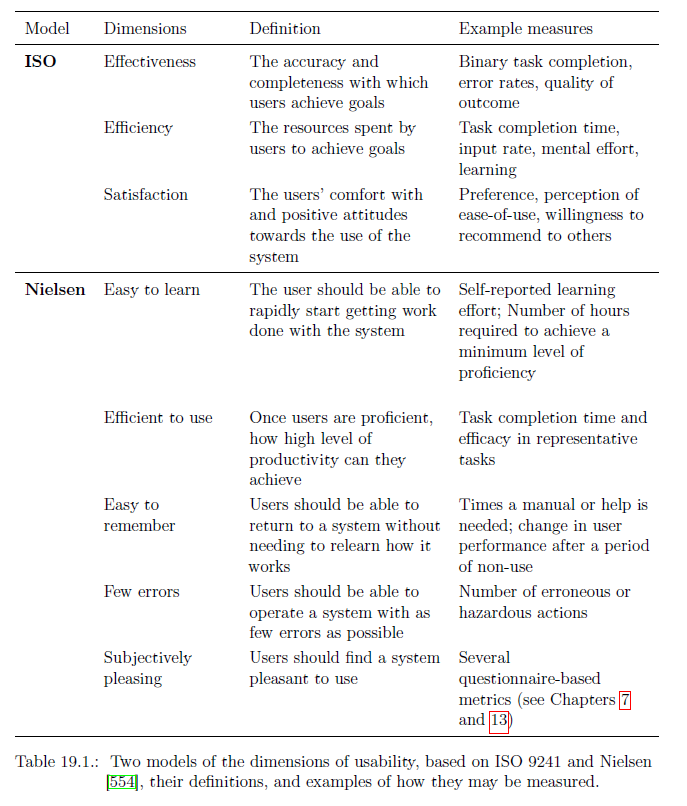 Model Dimensions Definition Example measures
ISO Effectiveness The accuracy and Binary task completion,
completeness with which error rates, quality of
users achieve goals outcome
Efficiency The resources spent by Task completion time,
users to achieve goals input rate, mental effort,
learning
Satisfaction The users' comfort with Preference, perception of
and positive attitudes ease-of-use, willingness to
towards the use of the recommend to others
system
Nielsen Easy to learn The user should be able to Self-reported learning
rapidly start getting work effort; Number of hours
done with the system required to achieve a
minimum level of
proficiency
Efficient to use Once users are proficient, Task completion time and
how high level of efficacy in representative
productivity can they tasks
achieve
Easy to Users should be able to Times a manual or help is
remember return to a system without needed; change in user
needing to relearn how it performance after a period
works of non-use
Few errors Users should be able to Number of erroneous or
operate a system with as hazardous actions
few errors as possible
Subjectively Users should find a system Several
pleasing pleasant to use questionnaire-based
metrics (see Chapters 7
and 13)
Table 19.1.: Two models of the dimensions of usability, based on ISO 9241 and Nielsen
[554], their definitions, and examples of how they may be measured.